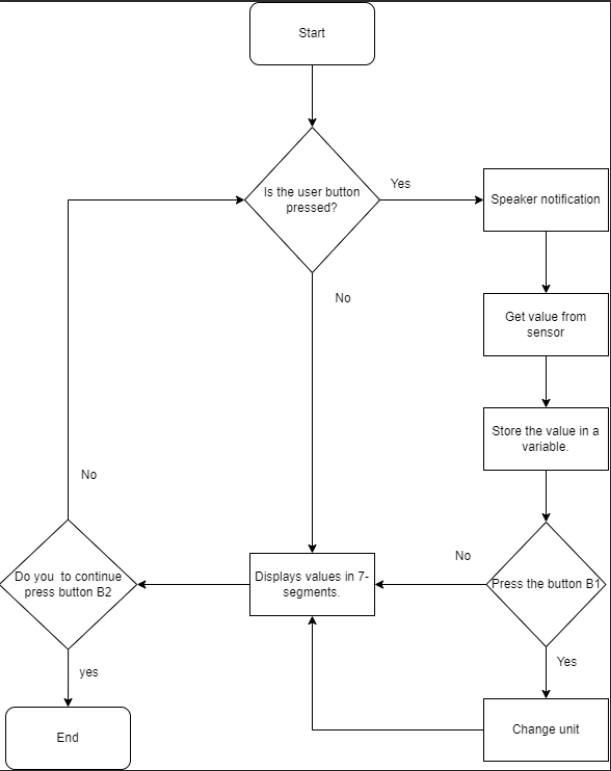 Start
Is the user button
pressed?
Yes
Speaker notification
No
Get value from
sensor
Store the value in a
variable.
No
Do you  to continue
press button B2
Displays values in 7-
segments.
No
Press the button B1
yes
Yes
End
Change unit